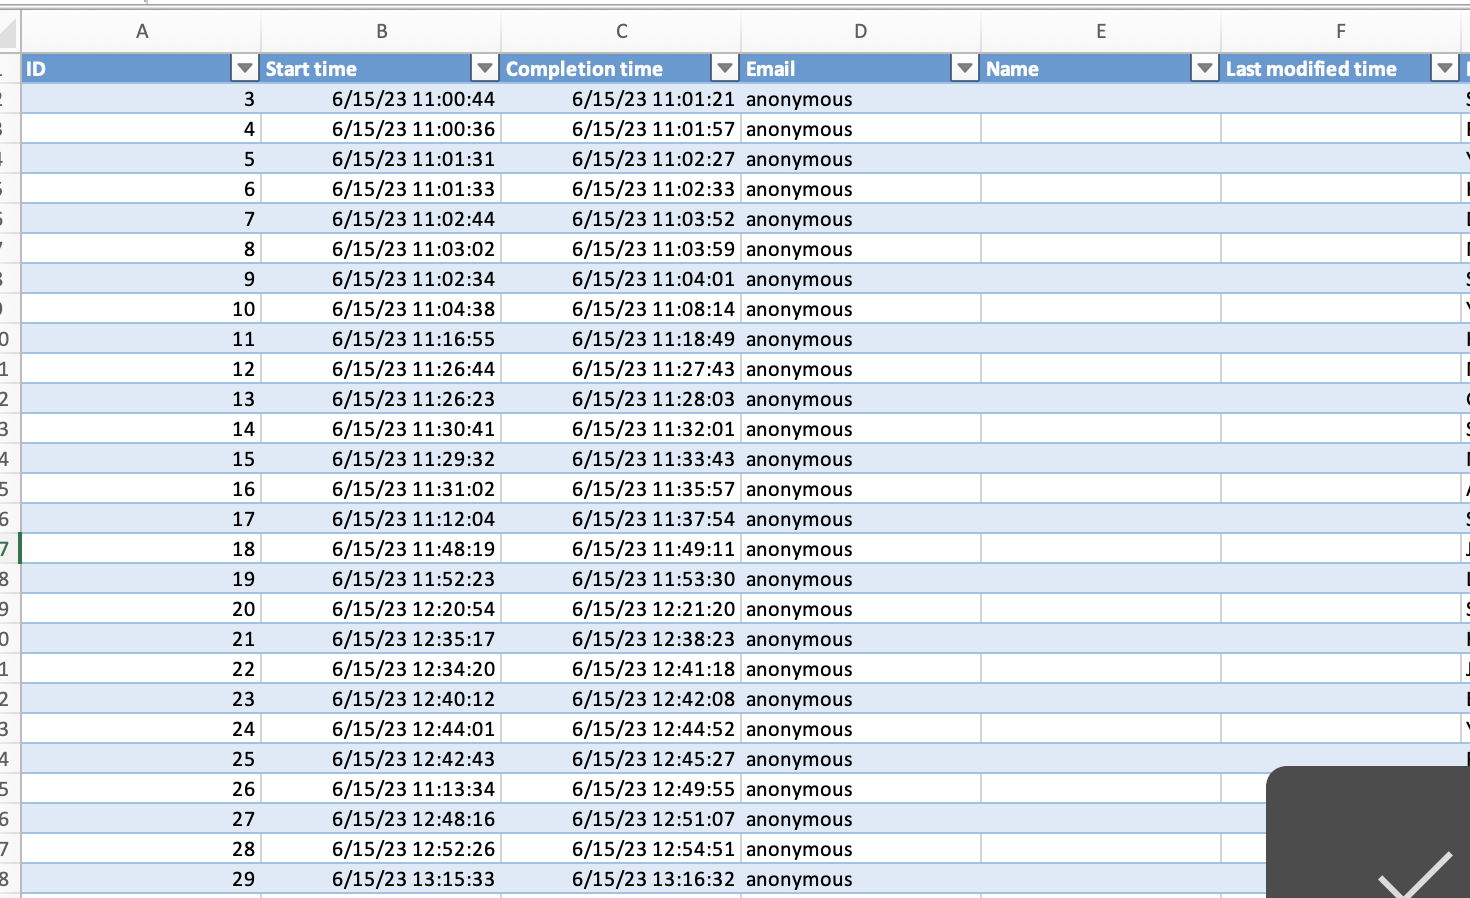 A B C D E F
ID Start time Completion time Email Name Last modified time
3 6/15/23 11:00:44 6/15/23 11:01:21 anonymous
4 6/15/23 11:00:36 6/15/23 11:01:57 anonymous
5 6/15/23 11:01:31 6/15/23 11:02:27 anonymous
6 6/15/23 11:01:33 6/15/23 11:02:33 anonymous
7 6/15/23 11:02:44 6/15/23 11:03:52 anonymous
8 6/15/23 11:03:02 6/15/23 11:03:59 anonymous
9 6/15/23 11:02:34 6/15/23 11:04:01 anonymous
10 6/15/23 11:04:38 6/15/23 11:08:14 anonymous
11 6/15/23 11:16:55 6/15/23 11:18:49 anonymous
12 6/15/23 11:26:44 6/15/23 11:27:43 anonymous
13 6/15/23 11:26:23 6/15/23 11:28:03 anonymous
14 6/15/23 11:30:41 6/15/23 11:32:01 anonymous
15 6/15/23 11:29:32 6/15/23 11:33:43 anonymous
16 6/15/23 11:31:02 6/15/23 11:35:57 anonymous
17 6/15/23 11:12:04 6/15/23 11:37:54 anonymous
18 6/15/23 11:48:19 6/15/23 11:49:11 anonymous
19 6/15/23 11:52:23 6/15/23 11:53:30 anonymous
20 6/15/23 12:20:54 6/15/23 12:21:20 anonymous
21 6/15/23 12:35:17 6/15/23 12:38:23 anonymous
22 6/15/23 12:34:20 6/15/23 12:41:18 anonymous
23 6/15/23 12:40:12 6/15/23 12:42:08 anonymous
24 6/15/23 12:44:01 6/15/23 12:44:52 anonymous
25 6/15/23 12:42:43 6/15/23 12:45:27 anonymous
26 6/15/23 11:13:34 6/15/23 12:49:55 anonymous
27 6/15/23 12:48:16 6/15/23 12:51:07 anonymous
28 6/15/23 12:52:26 6/15/23 12:54:51 anonymous
29 6/15/23 13:15:33 6/15/23 13:16:32 anonymous